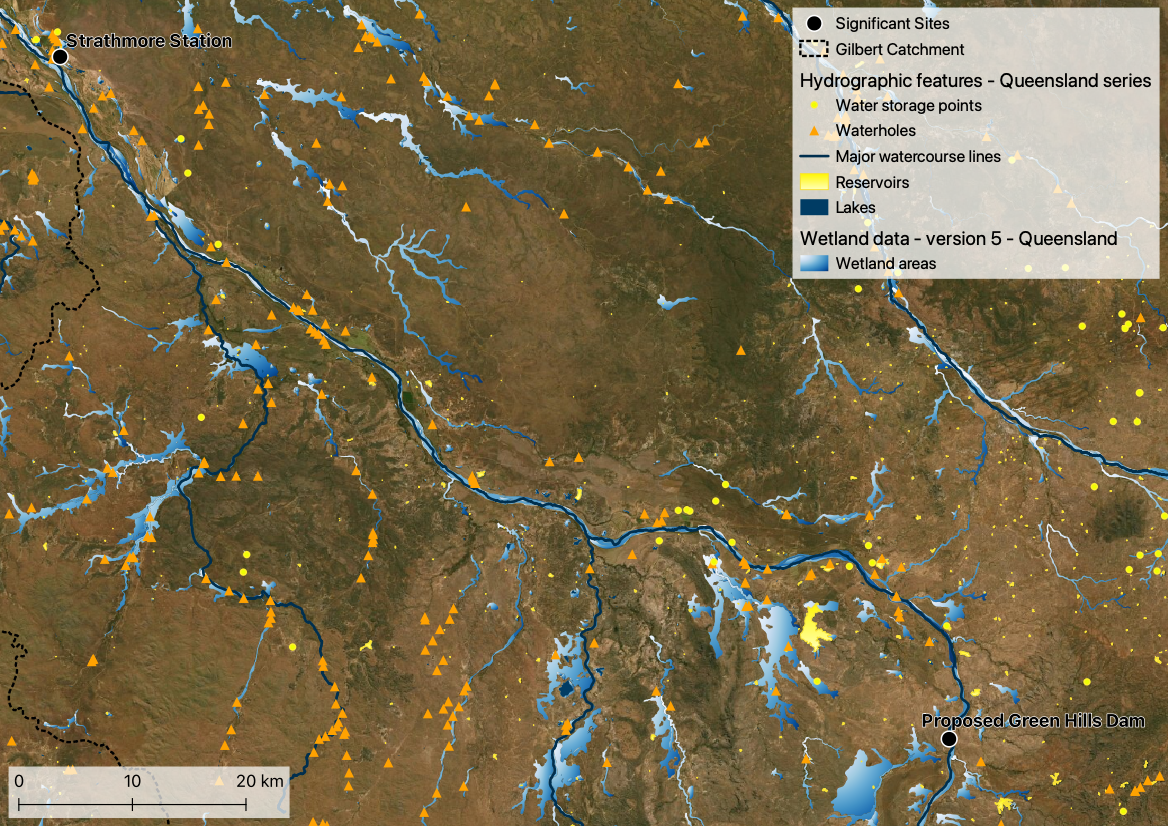 Strathmore Station
Significant Sites
Gilbert Catchment
Hydrographic features - Queensland series
Water storage points
Waterholes
Major watercourse lines
Reservoirs
Lakes
Wetland data - version 5 - Queensland
Wetland areas
Proposed Green Hills Dam
0 10 20 km